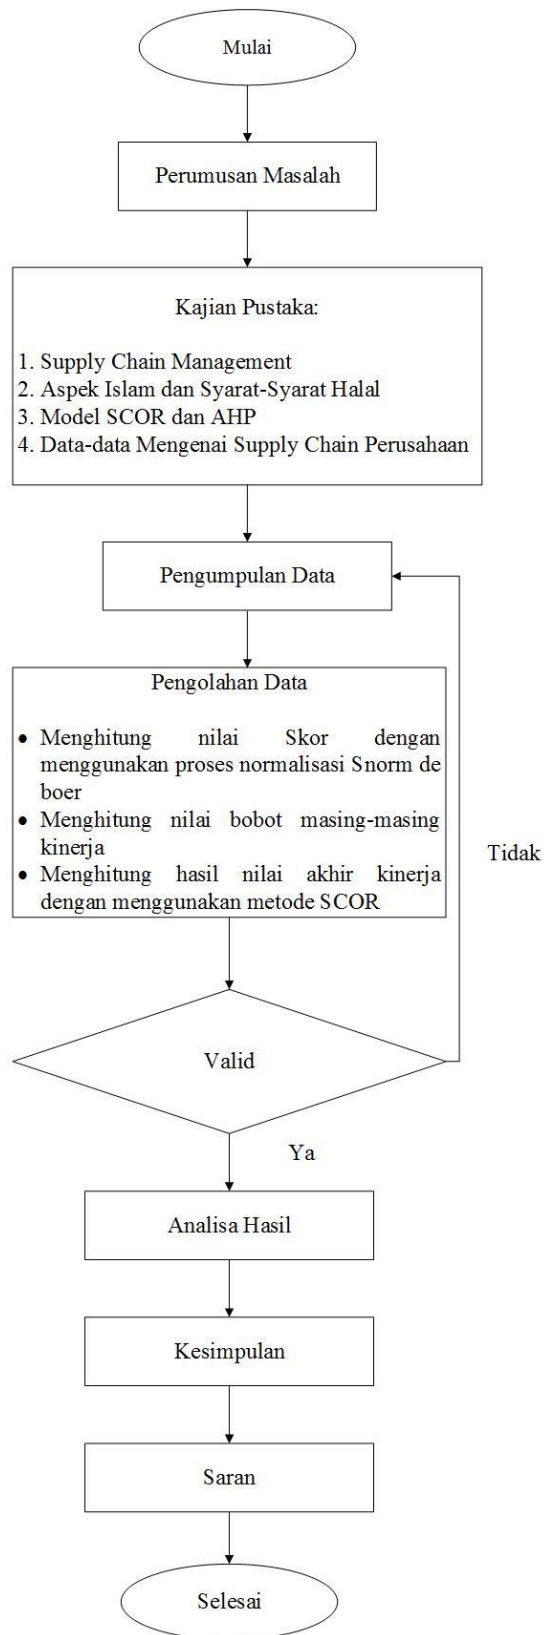 Mulai
Perumusan Masalah
Kajian Pustaka:
1. Supply Chain Management
2. Aspek Islam dan Syarat-Syarat Halal
3. Model SCOR dan AHP
4. Data-data Mengenai Supply Chain Perusahaan
Pengumpulan Data
Pengolahan Data
● Menghitung nilai Skor dengan
menggunakan proses normalisasi Snorm de
boer
● Menghitung nilai bobot masing-masing
kinerja
● Menghitung hasil nilai akhir kinerja
dengan menggunakan metode SCOR
Tidak
Valid
Ya
Analisa Hasil
Kesimpulan
Saran
Selesai